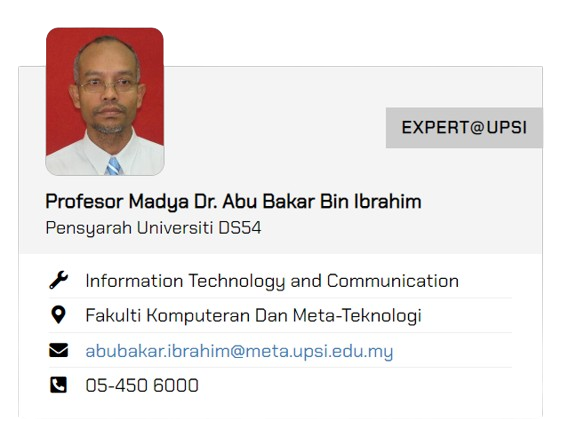 EXPERT@UPSI
Profesor Madya Dr. Abu Bakar Bin Ibrahim
Pensyarah Universiti DS54
Information Technology and Communication
Fakulti Komputeran Dan Meta-Teknologi
abubakar.ibrahim@meta.upsi.edu.my
05-450 6000